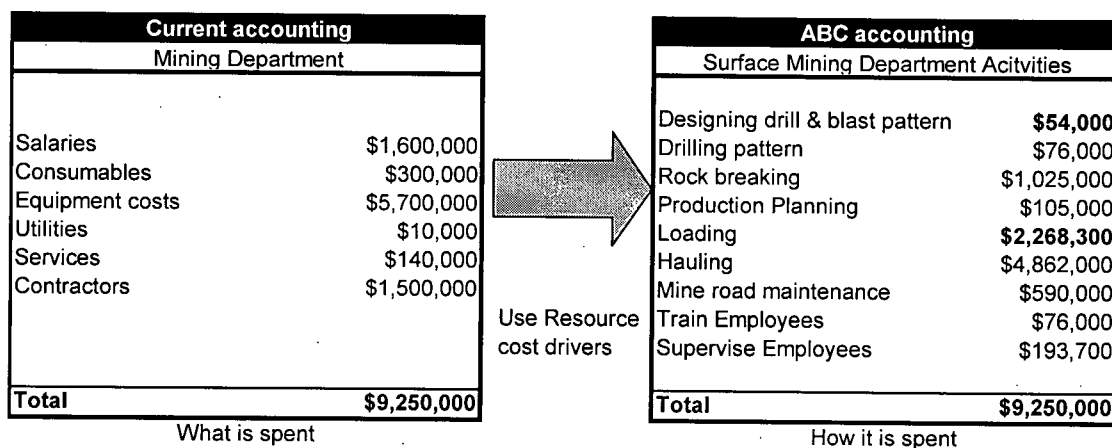 Current accounting
Mining Department
Salaries $1,600,000
Consumables $300,000
Equipment costs $5,700,000
Utilities $10,000
Services $140,000
Contractors $1,500,000
Total $9,250,000
What is spent
Use Resource
cost drivers
ABC accounting
Surface Mining Department Acitvities
Designing drill & blast pattern $54,000
Drilling pattern $76,000
Rock breaking $1,025,000
Production Planning $105,000
Loading $2,268,300
Hauling $4,862,000
Mine road maintenance $590,000
Train Employees $76,000
Supervise Employees $193,700
Total $9,250,000
How it is spent